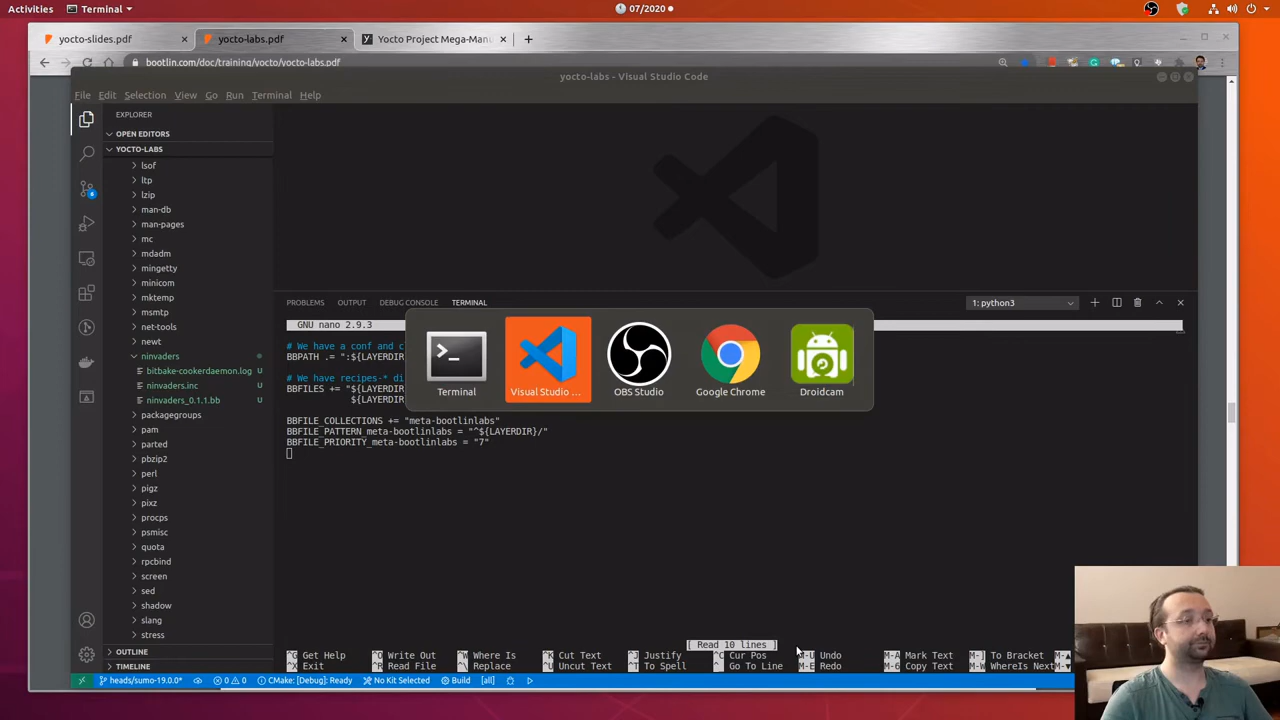 Activities
Terminal
07/2020
yocto-slides.pdf
yocto-labs.pdf
Yocto Project Mega-Manu
bootlin.com/doc/training/yocto/yocto-labs.pdf
yocto-labs - Visual Studio Code
File Edit Selection View Go Run Terminal Help
EXPLORER
OPEN EDITORS
YOCTO-LABS
lsof
ltp
lzip
man-db
man-pages
mc
mdadm
mingetty
minicom
mktemp
msmtp
net-tools
newt
ninvaders
bitbake-cookerdaemon.log U
ninvaders.inc U
ninvaders_0.1.1.bb U
packagegroups
pam
parted
pbzip2
perl
pigz
pixz
procps
psmisc
quota
rpcbind
screen
sed
shadow
slang
stress
OUTLINE
TIMELINE
PROBLEMS OUTPUT DEBUG CONSOLE TERMINAL
1: python3
GNU nano 2.9.3
# We have a conf and c
BBPATH .= ":${LAYERDIR
# We have recipes-* di
BBFILES += "${LAYERDIR
${LAYERDIR
BBFILE_COLLECTIONS += "meta-bootlinlabs"
BBFILE_PATTERN_meta-bootlinlabs = "^${LAYERDIR}/"
BBFILE_PRIORITY_meta-bootlinlabs = "7"
Terminal
Visual Studio ...
OBS Studio
Google Chrome
Droidcam
[ Read 10 lines ]
^G Get Help ^O Write Out ^W Where Is ^K Cut Text ^J Justify ^C Cur Pos M-U Undo M-A Mark Text M-] To Bracket M-▲
^X Exit ^R Read File ^\ Replace ^U Uncut Text ^T To Spell ^_ Go To Line M-E Redo M-6 Copy Text M-W WhereIs Next M-▼
heads/sumo-19.0.0* 0 0 CMake: [Debug]: Ready No Kit Selected Build [all]